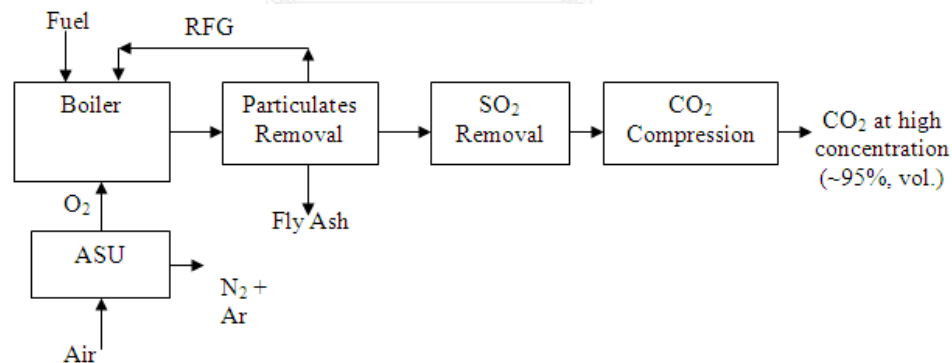 Fuel
RFG
Boiler
Particulates
Removal
SO₂
Removal
CO₂
Compression
CO₂ at high
concentration
(~95%, vol.)
O₂
Fly Ash
ASU
N₂ +
Ar
Air